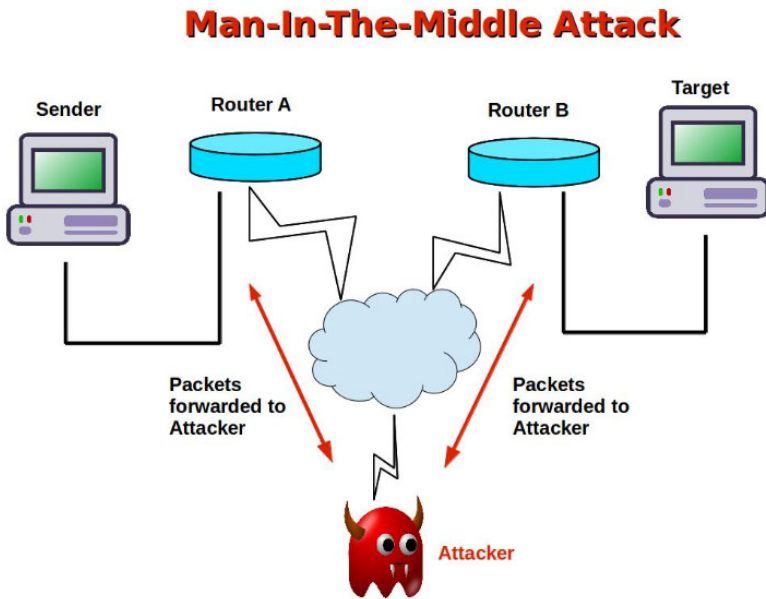 Man-In-The-Middle Attack
Sender
Router A
Router B
Target
Packets
forwarded to
Attacker
Packets
forwarded to
Attacker
Attacker